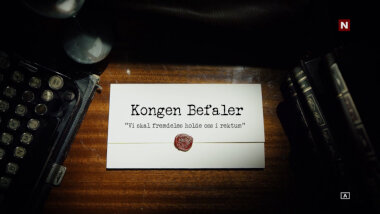 N
Kongen Befaler
"Vi skal fremdeles holde oss i rektum"
A